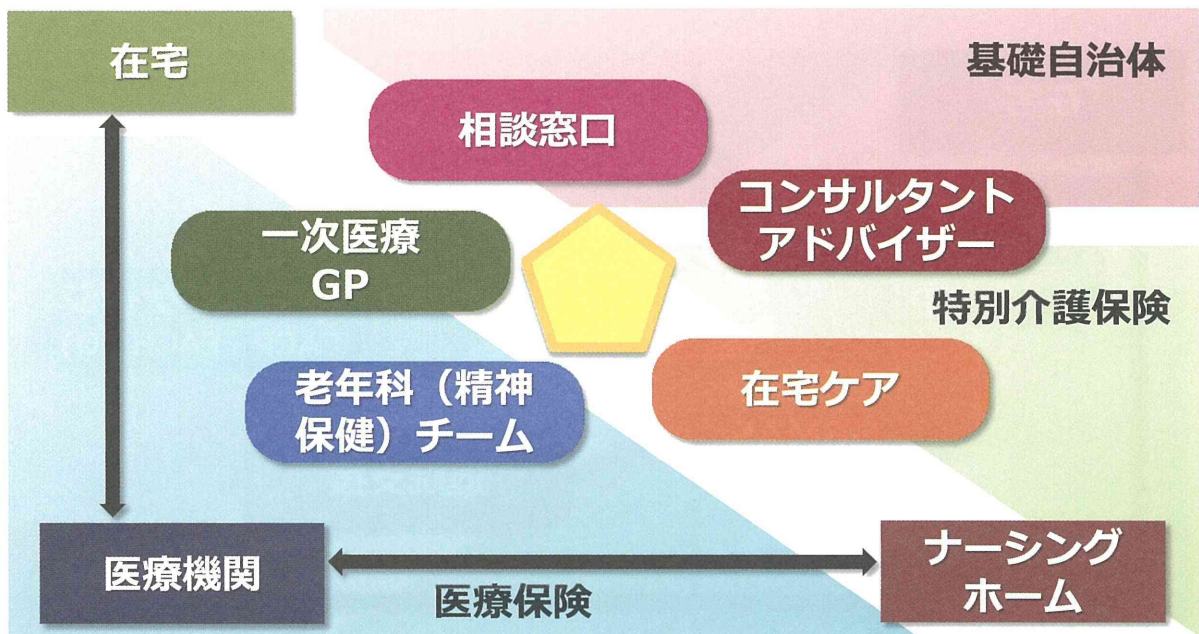 在宅
基礎自治体
相談窓口
コンサルタント
アドバイザー
一次医療
GP
特別介護保険
老年科（精神
保健）チーム
在宅ケア
医療機関
医療保険
ナーシング
ホーム